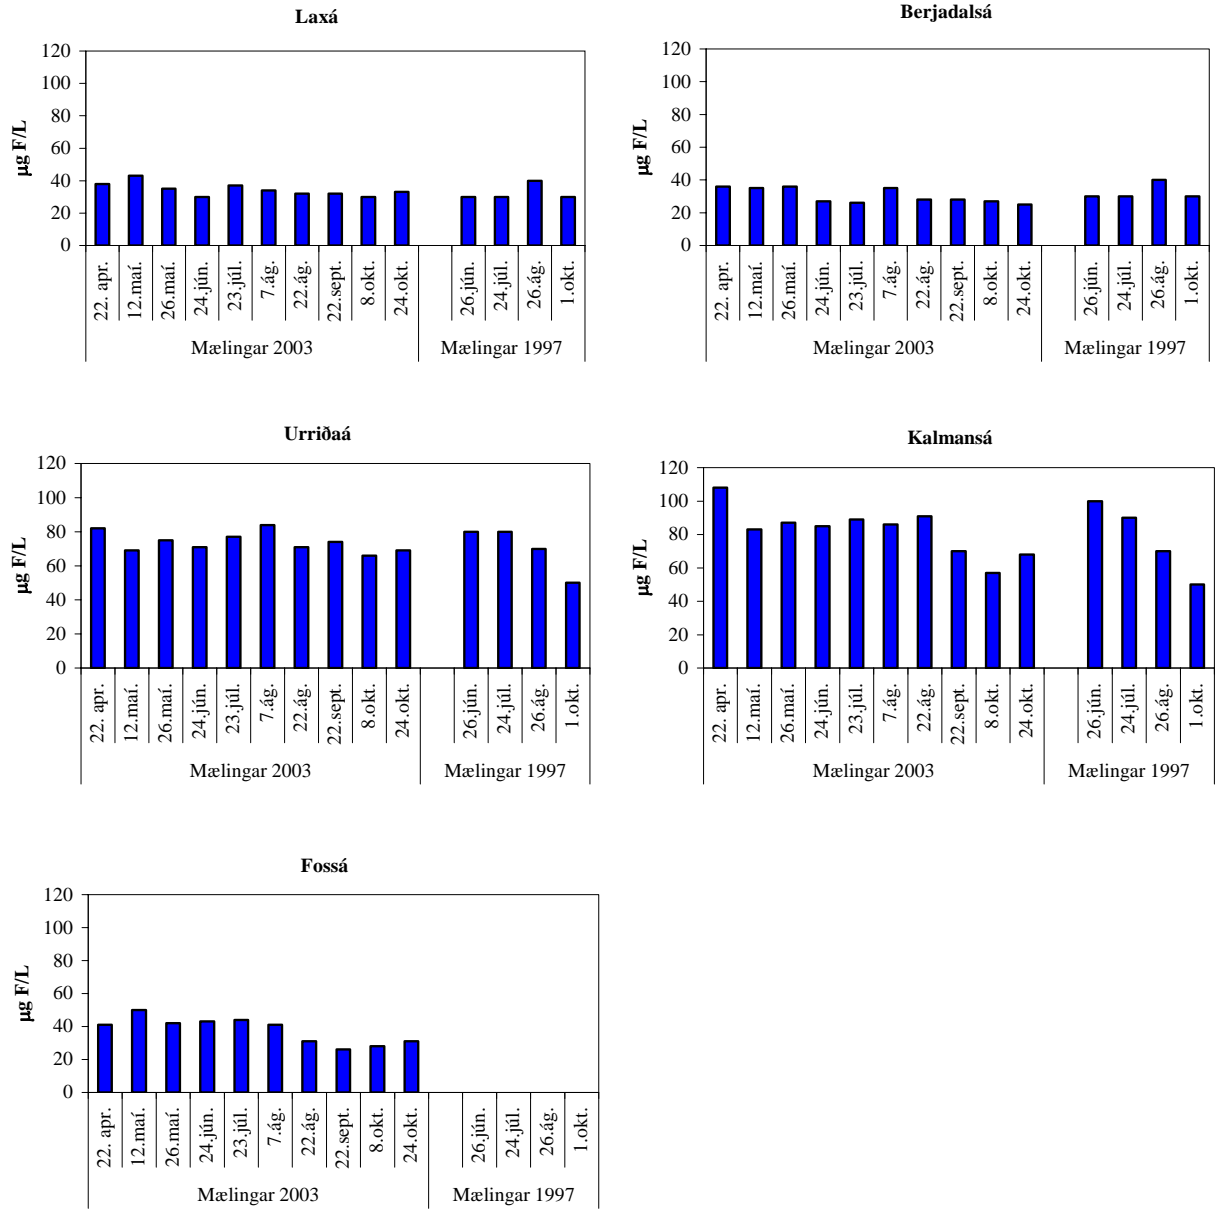 Laxá
120
100
80
60
40
20
0
µg F/L
22. apr.
12.maí.
26.maí.
24.jún.
23.júl.
7.ág.
22.ág.
22.sept.
8.okt.
24.okt.
26.jún.
24.júl.
26.ág.
1.okt.
Mælingar 2003
Mælingar 1997
Berjadalsá
120
100
80
60
40
20
0
µg F/L
22. apr.
12.maí.
26.maí.
24.jún.
23.júl.
7.ág.
22.ág.
22.sept.
8.okt.
24.okt.
26.jún.
24.júl.
26.ág.
1.okt.
Mælingar 2003
Mælingar 1997
Urriðaá
120
100
80
60
40
20
0
µg F/L
22. apr.
12.maí.
26.maí.
24.jún.
23.júl.
7.ág.
22.ág.
22.sept.
8.okt.
24.okt.
26.jún.
24.júl.
26.ág.
1.okt.
Mælingar 2003
Mælingar 1997
Kalmansá
120
100
80
60
40
20
0
µg F/L
22. apr.
12.maí.
26.maí.
24.jún.
23.júl.
7.ág.
22.ág.
22.sept.
8.okt.
24.okt.
26.jún.
24.júl.
26.ág.
1.okt.
Mælingar 2003
Mælingar 1997
Fossá
120
100
80
60
40
20
0
µg F/L
22. apr.
12.maí.
26.maí.
24.jún.
23.júl.
7.ág.
22.ág.
22.sept.
8.okt.
24.okt.
26.jún.
24.júl.
26.ág.
1.okt.
Mælingar 2003
Mælingar 1997